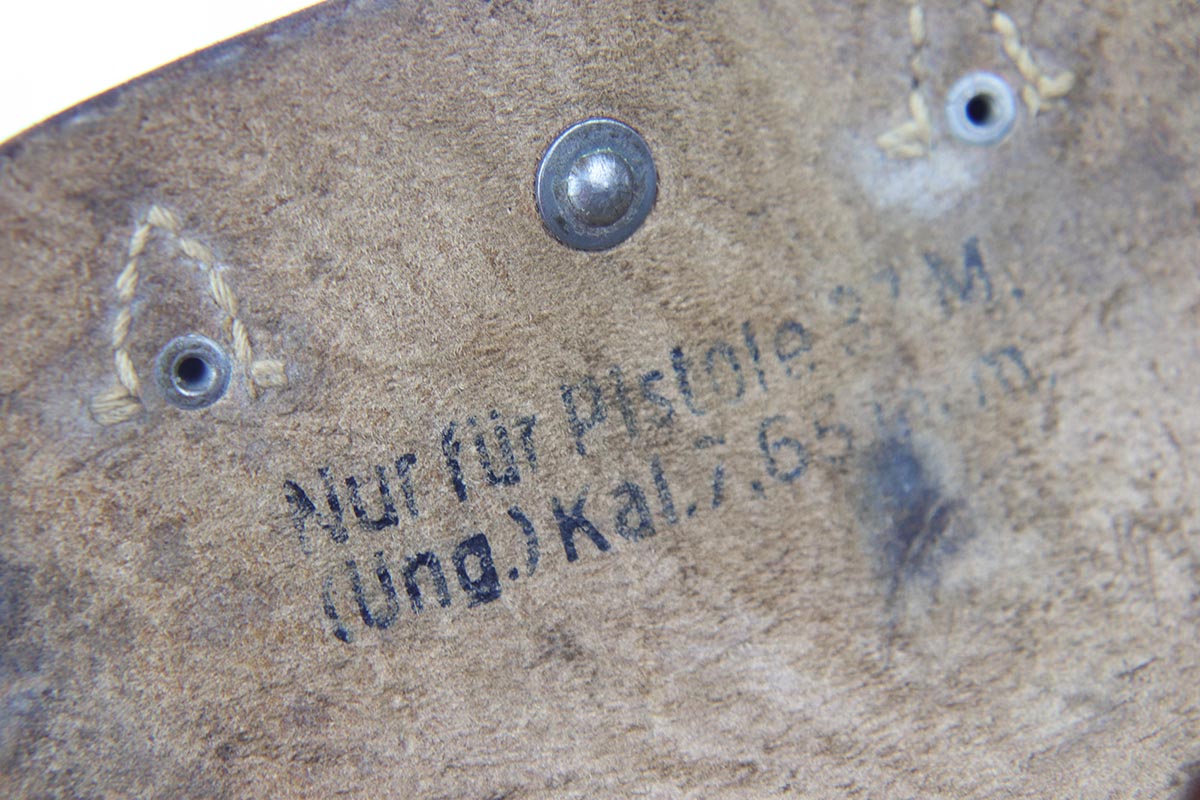 Nur für Pistole 37 M.
(Ung.) Kal. 7.65 m.m,